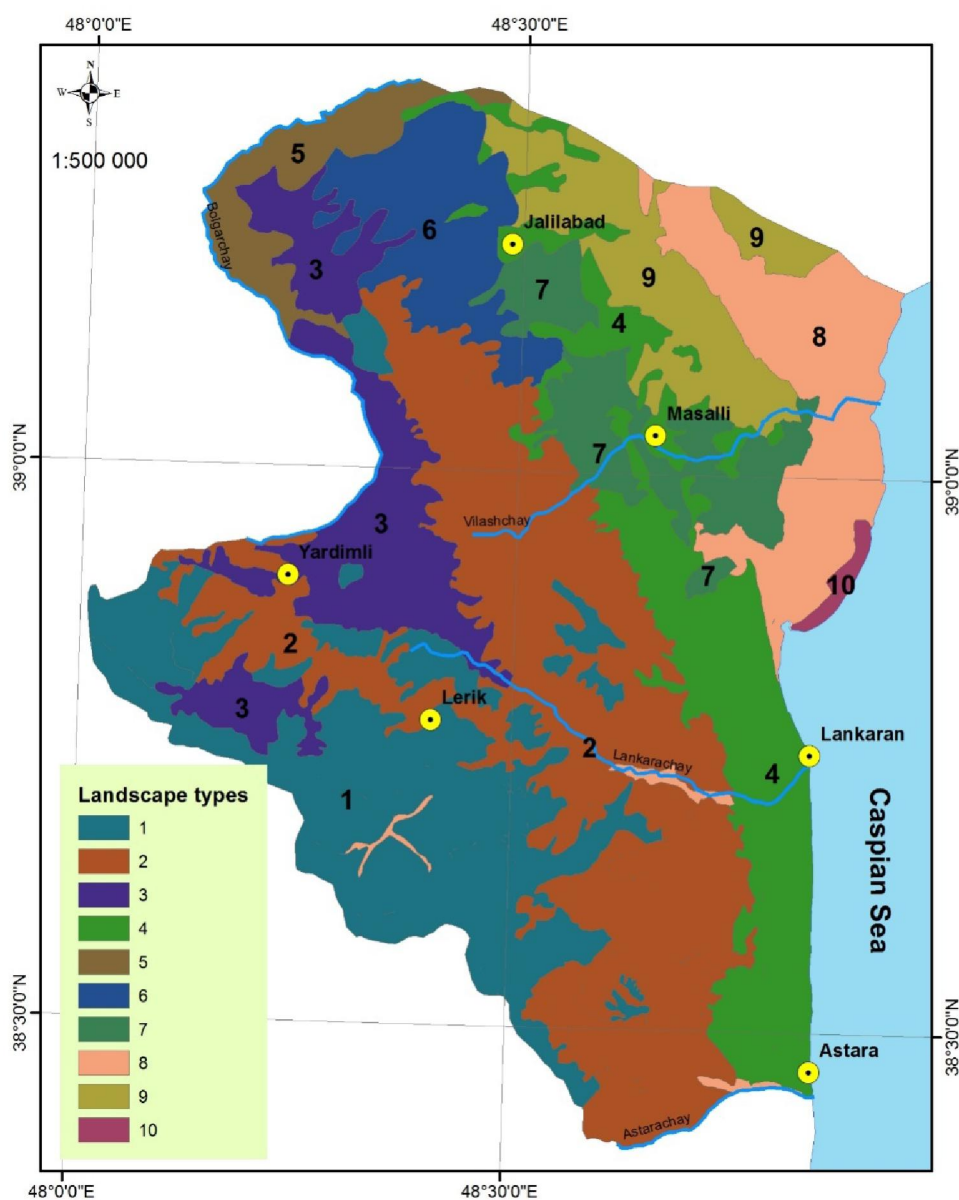 48°0'0"E
48°30'0"E
N
W E
S
1:500 000
5
Bolgarchay
6
Jalilabad
9
3
7
9
4
8
Masalli
39°0'0"N
7
39°0'0"N
3
Vilashchay
Yardimli
7
10
2
3
Lerik
Lankaran
2
Lankarachay
4
1
Caspian Sea
Landscape types
1
2
3
4
5
6
7
8
9
10
38°30'0"N
38°30'0"N
Astara
Astarachay
48°0'0"E
48°30'0"E